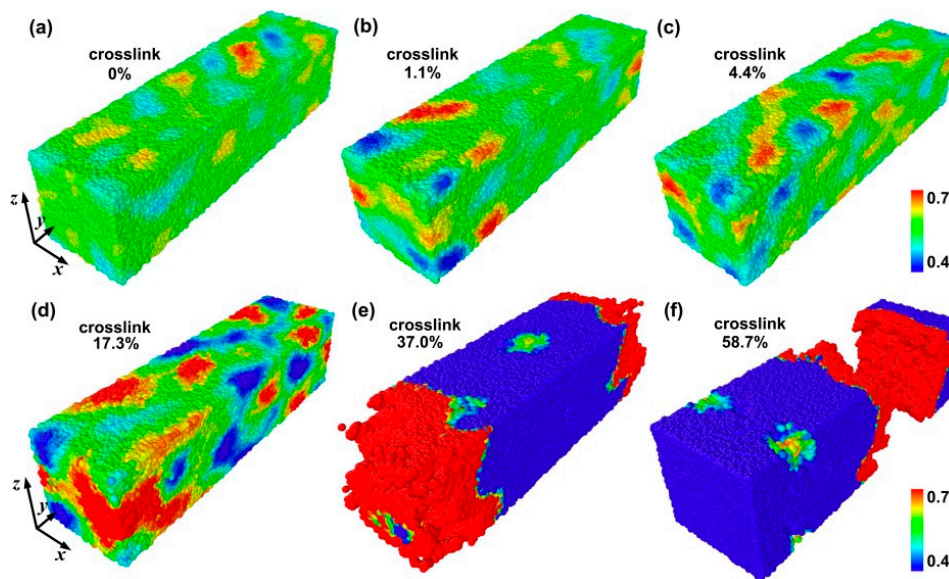 (a)
crosslink
0%
(b)
crosslink
1.1%
(c)
crosslink
4.4%
z
y
x
0.7
0.4
(d)
crosslink
17.3%
(e)
crosslink
37.0%
(f)
crosslink
58.7%
z
y
x
0.7
0.4